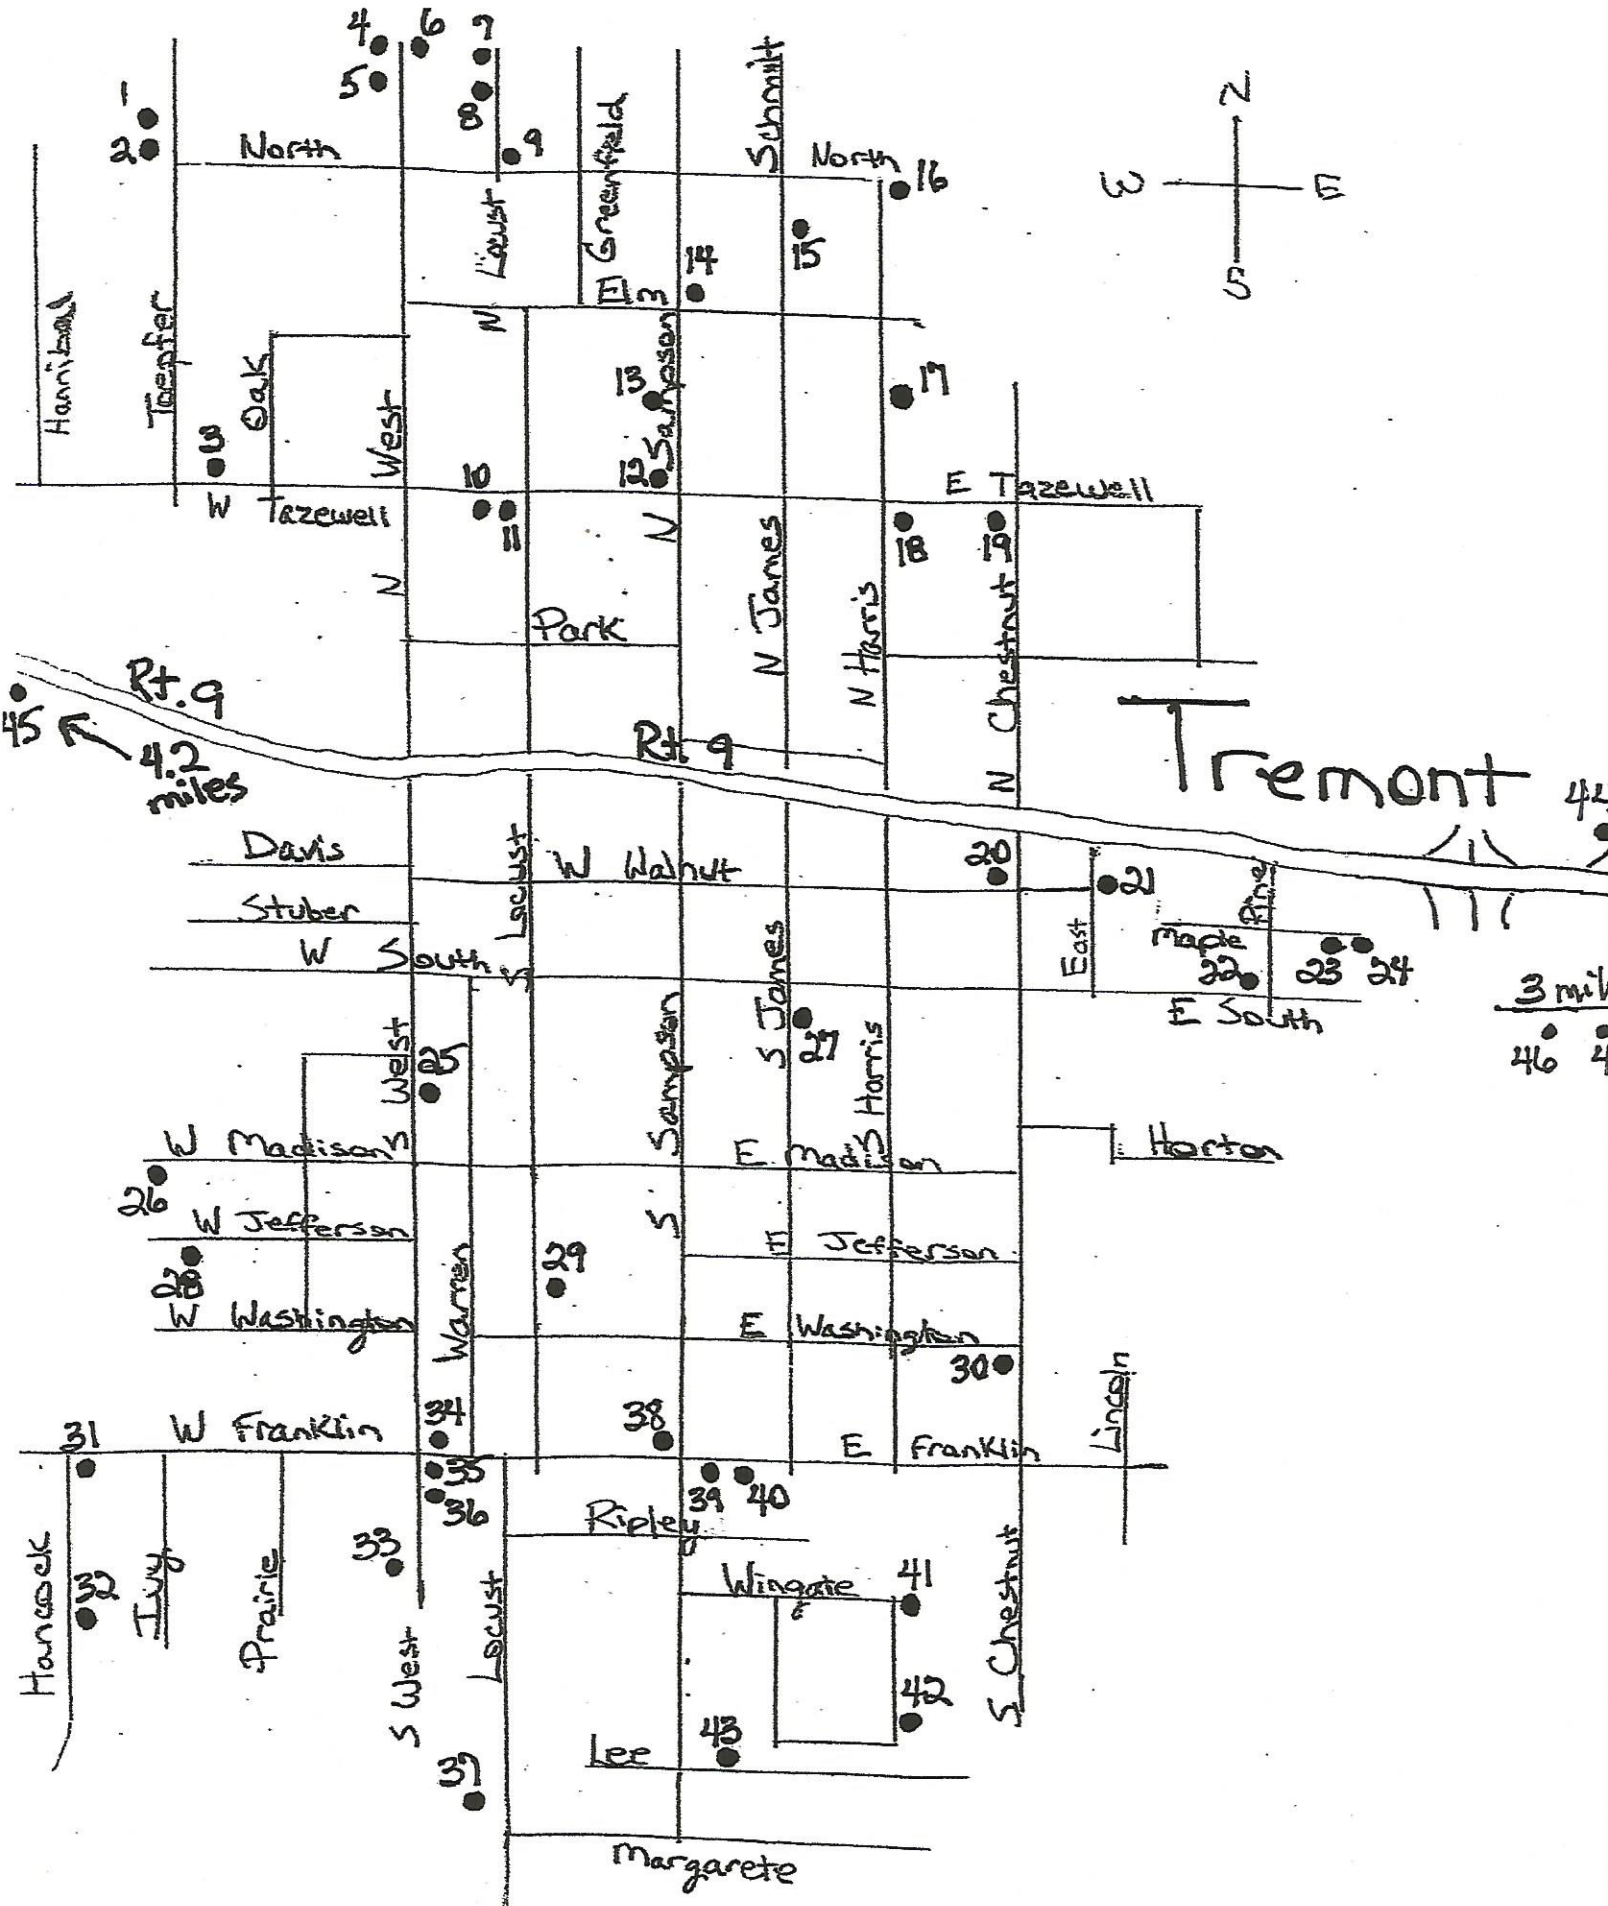 4
6
7
1
5
8
2
North
9
Greenfield
Schmitt
North
16
N
W
E
S
N Locust
14
15
Elm
Hannibal
Toepfer
Oak
3
N West
13
17
N Sampson
12
10
11
W Tazewell
E Tazewell
18
19
N James
N Harris
N Chestnut
Park
Rt. 9
Rt 9
45
4.2
miles
Tremont
Davis
W Walnut
20
21
Pine
Stuber
S Locust
East
Maple
W South
22
23
24
E South
3 mil
46
S West
25
S Sampson
S James
27
S Harris
W Madison
E. Madison
Horton
26
W Jefferson
E Jefferson
28
29
Warren
W Washington
E Washington
30
Lincoln
31
W Franklin
34
38
E Franklin
35
36
39
40
Ripley
Hancock
32
Ivy
Prairie
33
S West
Locust
Wingate
41
S Chestnut
42
43
Lee
37
Margarete